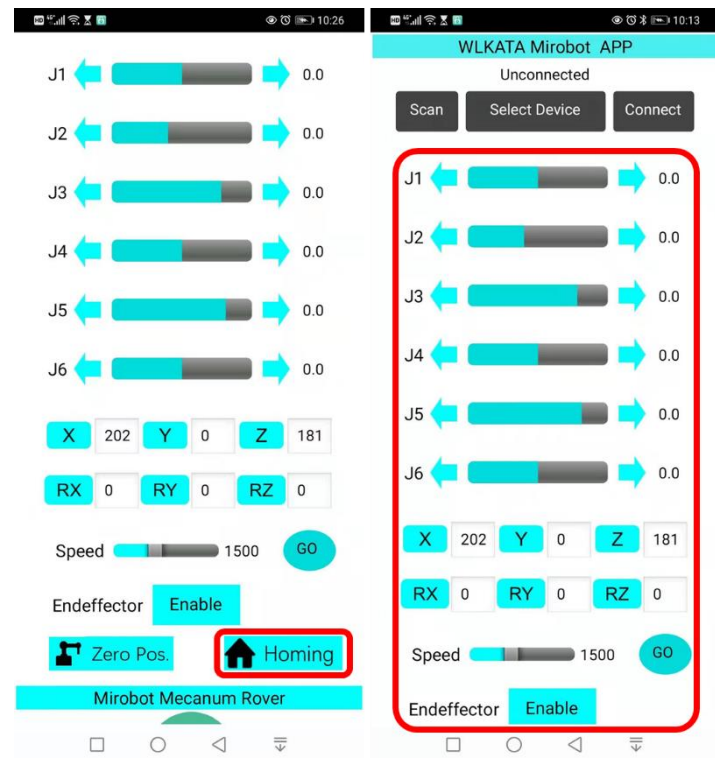 HD 10:26
J1 0.0
J2 0.0
J3 0.0
J4 0.0
J5 0.0
J6 0.0
X 202 Y 0 Z 181
RX 0 RY 0 RZ 0
Speed 1500 GO
Endeffector Enable
Zero Pos. Homing
Mirobot Mecanum Rover
HD 10:13
WLKATA Mirobot APP
Unconnected
Scan Select Device Connect
J1 0.0
J2 0.0
J3 0.0
J4 0.0
J5 0.0
J6 0.0
X 202 Y 0 Z 181
RX 0 RY 0 RZ 0
Speed 1500 GO
Endeffector Enable